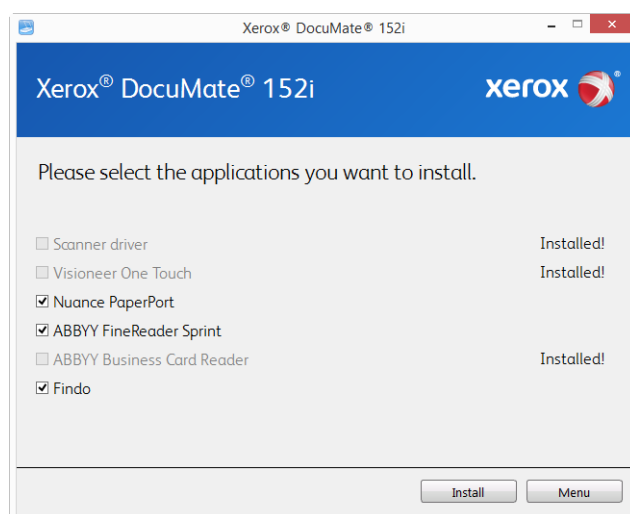 Xerox® DocuMate® 152i
Xerox® DocuMate® 152i
xerox®
Please select the applications you want to install.
Scanner driver Installed!
Visioneer One Touch Installed!
Nuance PaperPort
ABBYY FineReader Sprint
ABBYY Business Card Reader Installed!
Findo
Install Menu